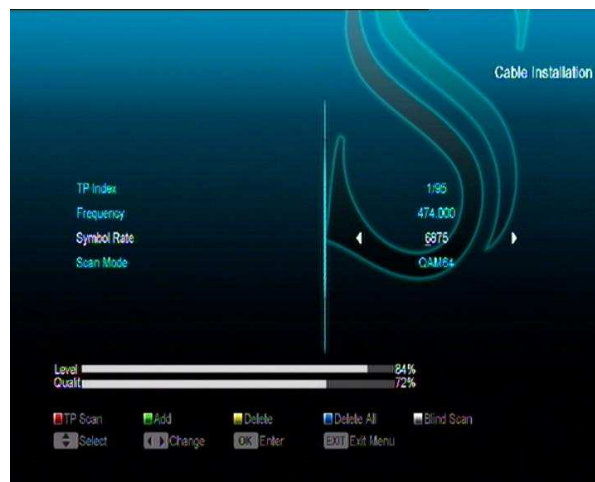 Cable Installation
TP Index 1/95
Frequency 474.000
Symbol Rate 6875
Scan Mode QAM64
Level 84%
Qualit 72%
TP Scan Add Delete Delete All Blind Scan
Select Change OK Enter EXIT Exit Menu